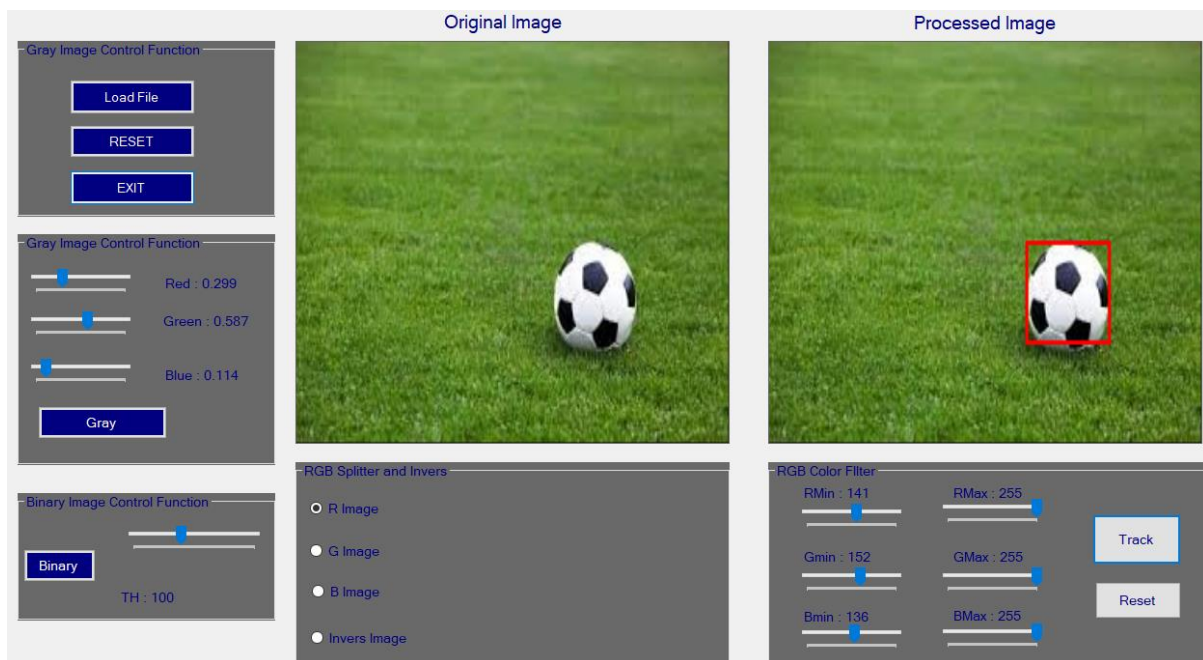 Original Image
Processed Image
Gray Image Control Function
Load File
RESET
EXIT
Gray Image Control Function
Red : 0.299
Green : 0.587
Blue : 0.114
Gray
Binary Image Control Function
Binary
TH : 100
RGB Splitter and Invers
R Image
G Image
B Image
Invers Image
RGB Color FIlter
RMin : 141
RMax : 255
Gmin : 152
GMax : 255
Bmin : 136
BMax : 255
Track
Reset